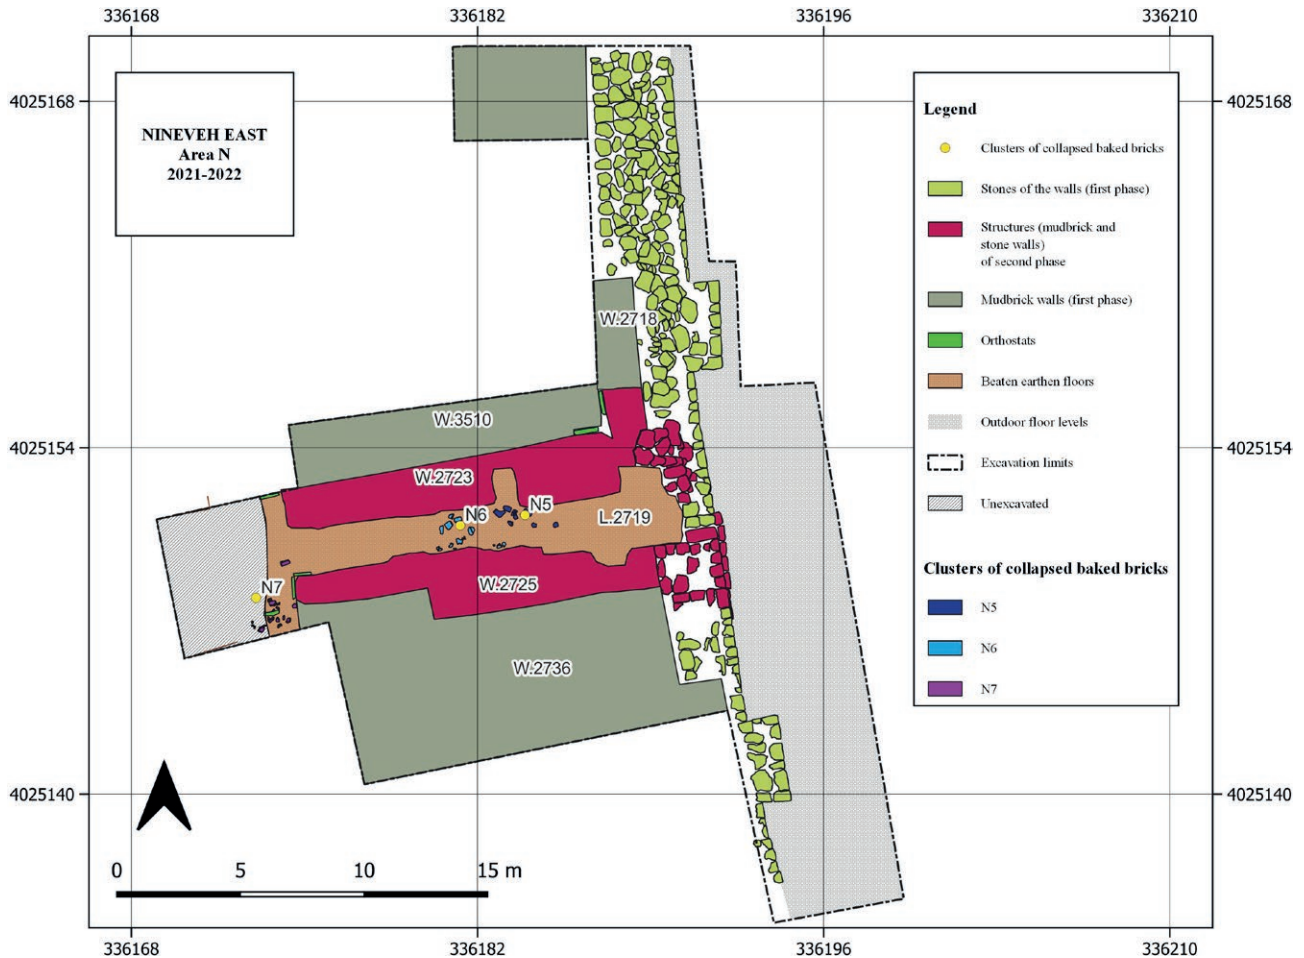 336168
336182
336196
336210
4025168
4025168
NINEVEH EAST
Area N
2021-2022
Legend
Clusters of collapsed baked bricks
Stones of the walls (first phase)
Structures (mudbrick and
stone walls)
of second phase
Mudbrick walls (first phase)
Orthostats
Beaten earthen floors
Outdoor floor levels
Excavation limits
Unexcavated
Clusters of collapsed baked bricks
N5
N6
N7
W.2718
W.3510
4025154
4025154
W.2723
N5
N6
L.2719
W.2725
N7
W.2736
4025140
4025140
0
5
10
15 m
336168
336182
336196
336210